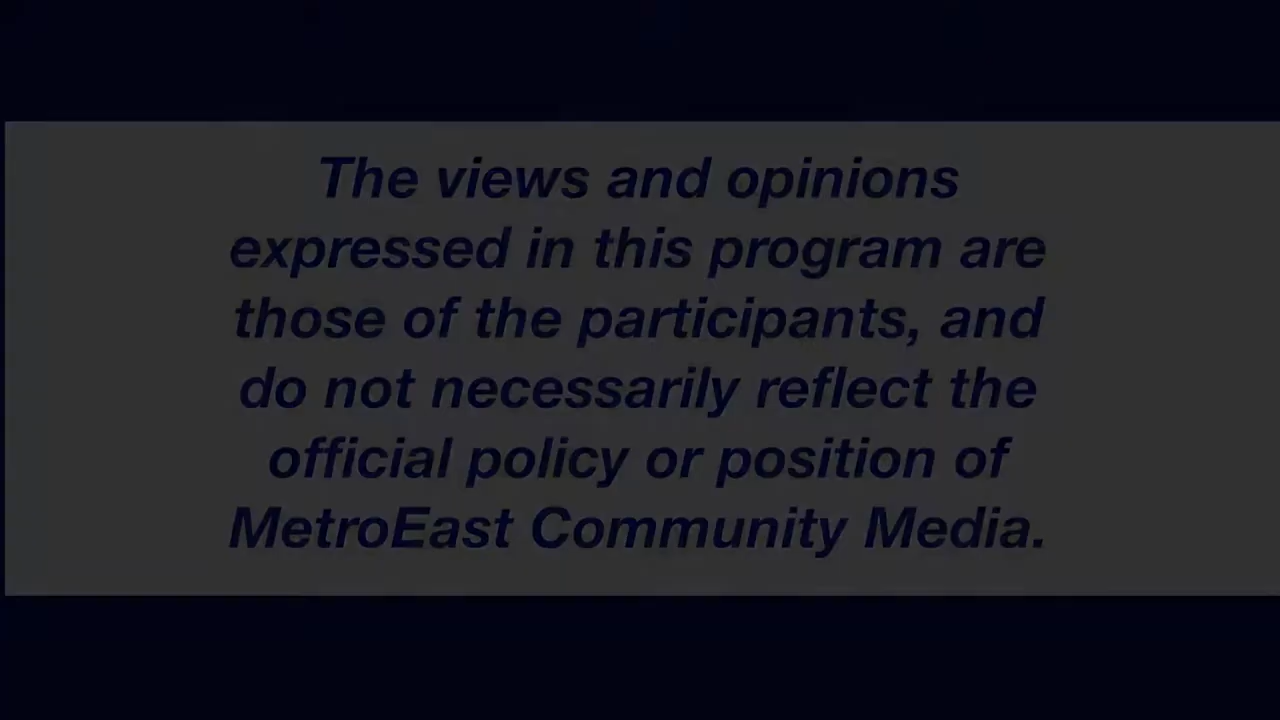 The views and opinions
expressed in this program are
those of the participants, and
do not necessarily reflect the
official policy or position of
MetroEast Community Media.